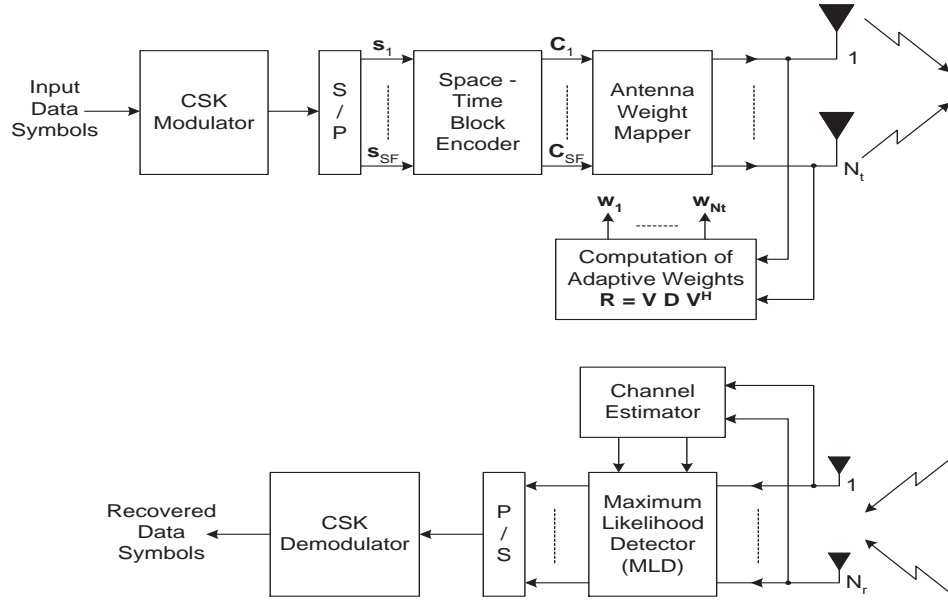 Input
Data
Symbols
CSK
Modulator
S
/
P
s1
sSF
Space -
Time
Block
Encoder
C1
CSF
Antenna
Weight
Mapper
1
Nt
w1
wNt
Computation of
Adaptive Weights
R = V D V^H
Channel
Estimator
Recovered
Data
Symbols
CSK
Demodulator
P
/
S
Maximum
Likelihood
Detector
(MLD)
1
Nr